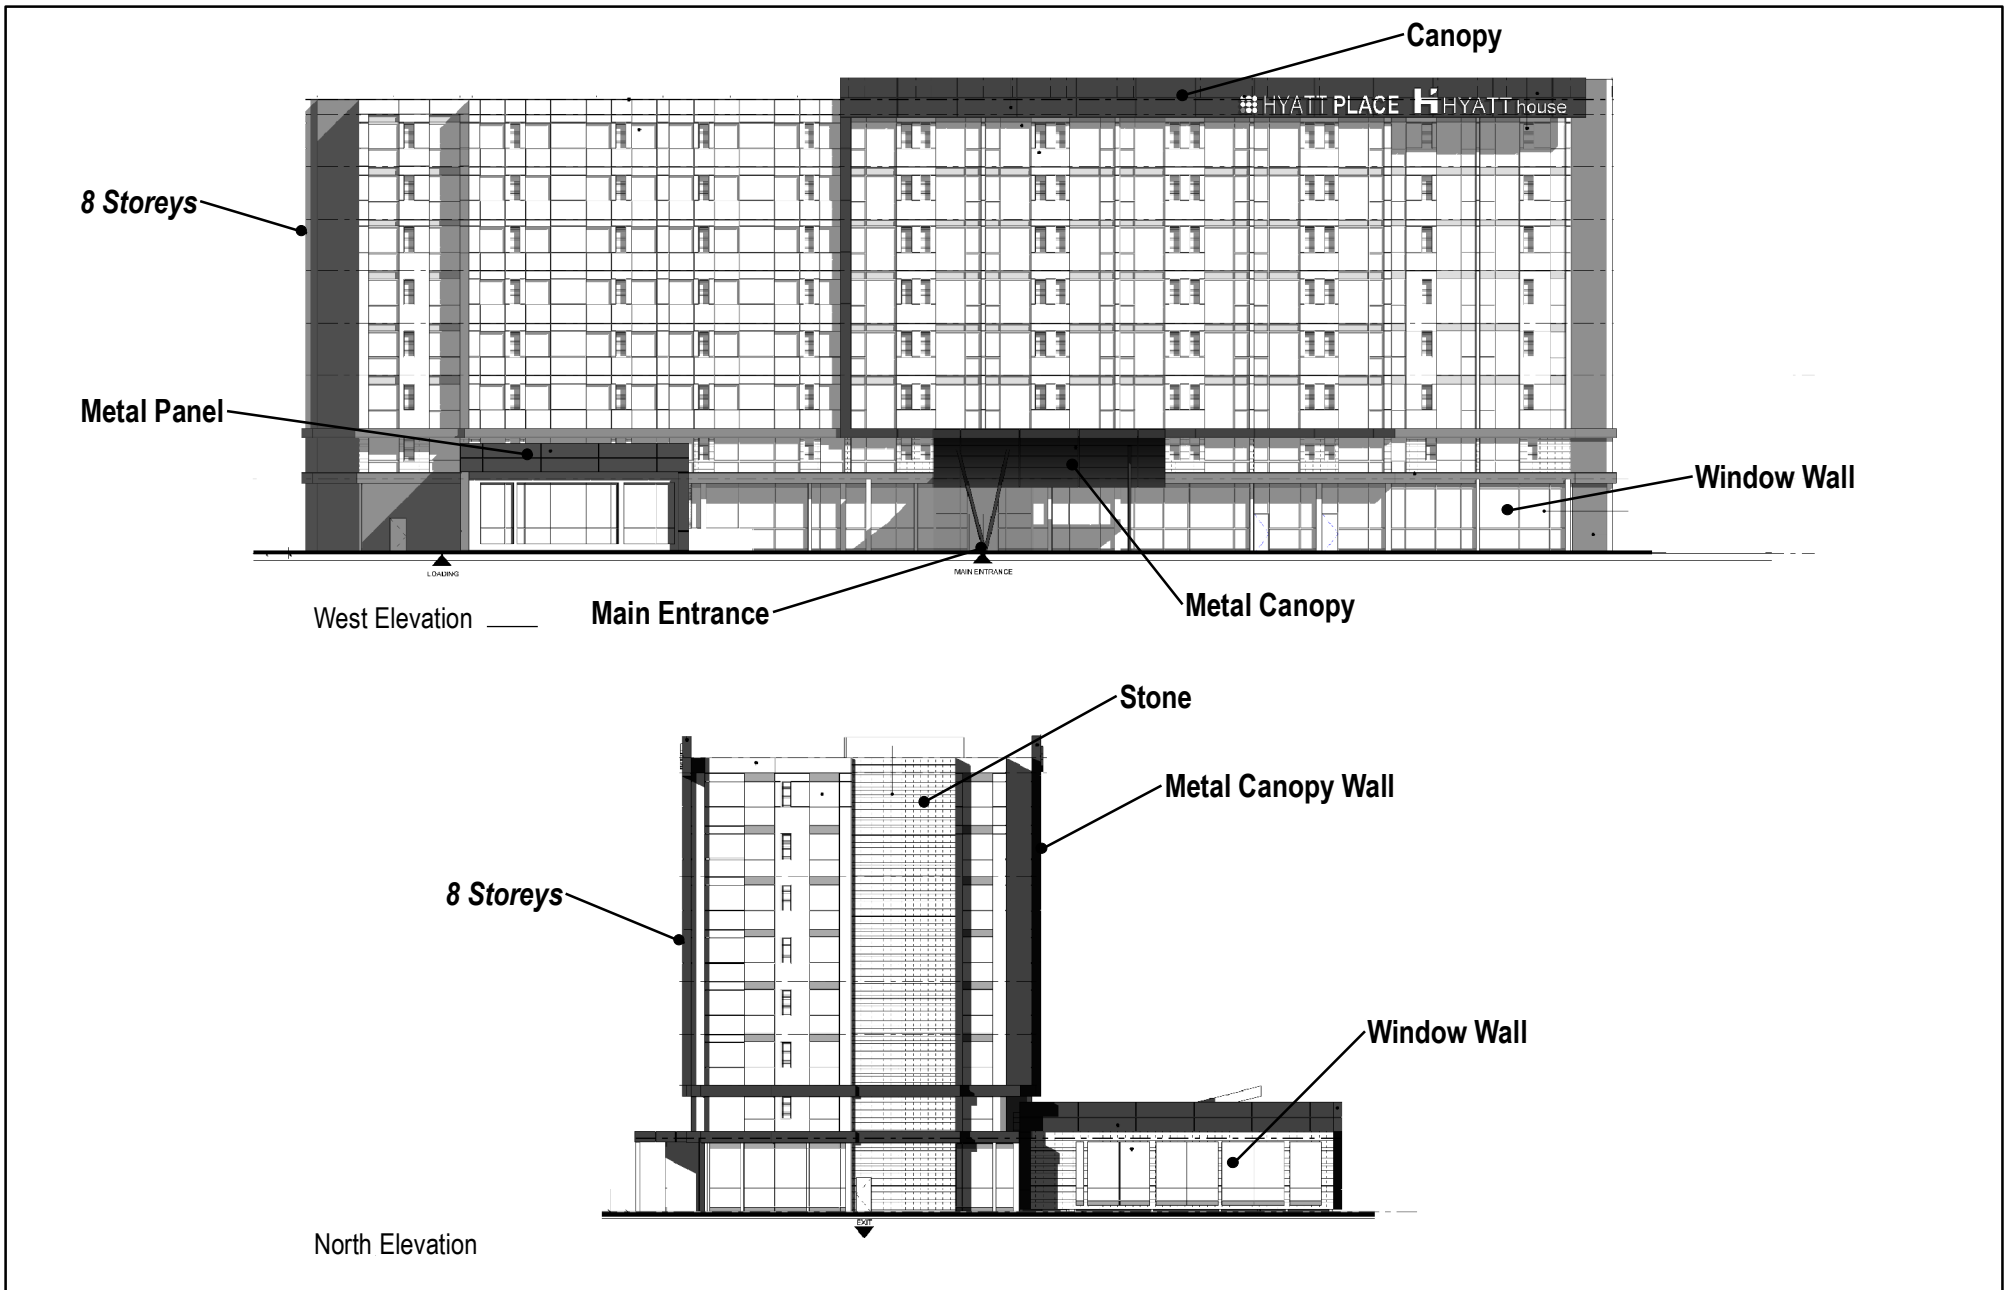 Canopy
HYATT PLACE HYATT house
8 Storeys
Metal Panel
Window Wall
LOADING
MAIN ENTRANCE
West Elevation
Main Entrance
Metal Canopy
Stone
Metal Canopy Wall
8 Storeys
Window Wall
EXIT
North Elevation